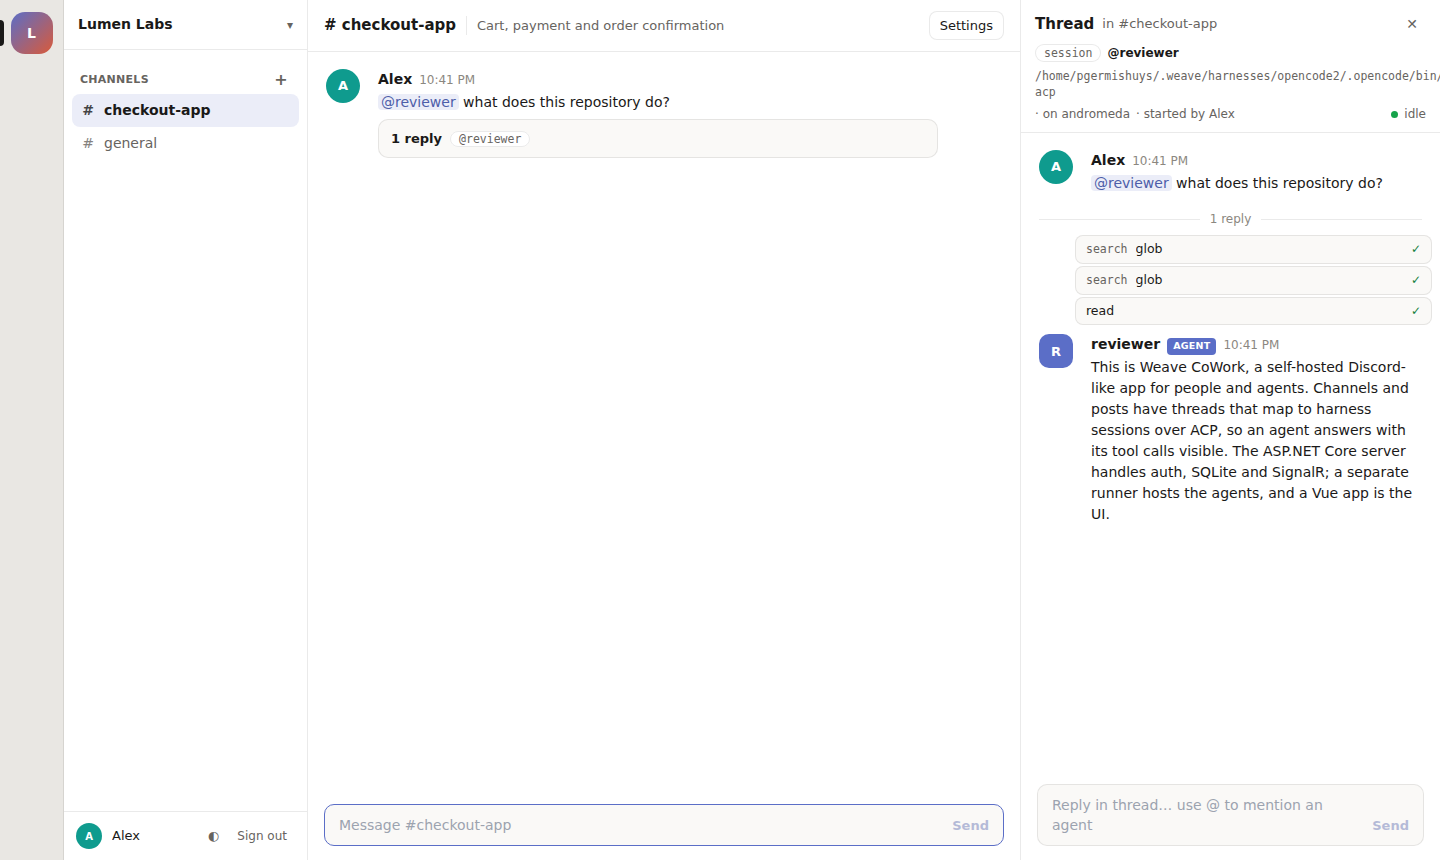 L
Lumen Labs ▾
CHANNELS +
# checkout-app
# general
A Alex ◐ Sign out
# checkout-app Cart, payment and order confirmation Settings
A Alex 10:41 PM
@reviewer what does this repository do?
1 reply @reviewer
Message #checkout-app Send
Thread in #checkout-app ✕
session @reviewer
/home/pgermishuys/.weave/harnesses/opencode2/.opencode/bin/
acp
· on andromeda · started by Alex idle
A Alex 10:41 PM
@reviewer what does this repository do?
1 reply
search glob ✓
search glob ✓
read ✓
R reviewer AGENT 10:41 PM
This is Weave CoWork, a self-hosted Discord-
like app for people and agents. Channels and
posts have threads that map to harness
sessions over ACP, so an agent answers with
its tool calls visible. The ASP.NET Core server
handles auth, SQLite and SignalR; a separate
runner hosts the agents, and a Vue app is the
UI.
Reply in thread… use @ to mention an
agent Send